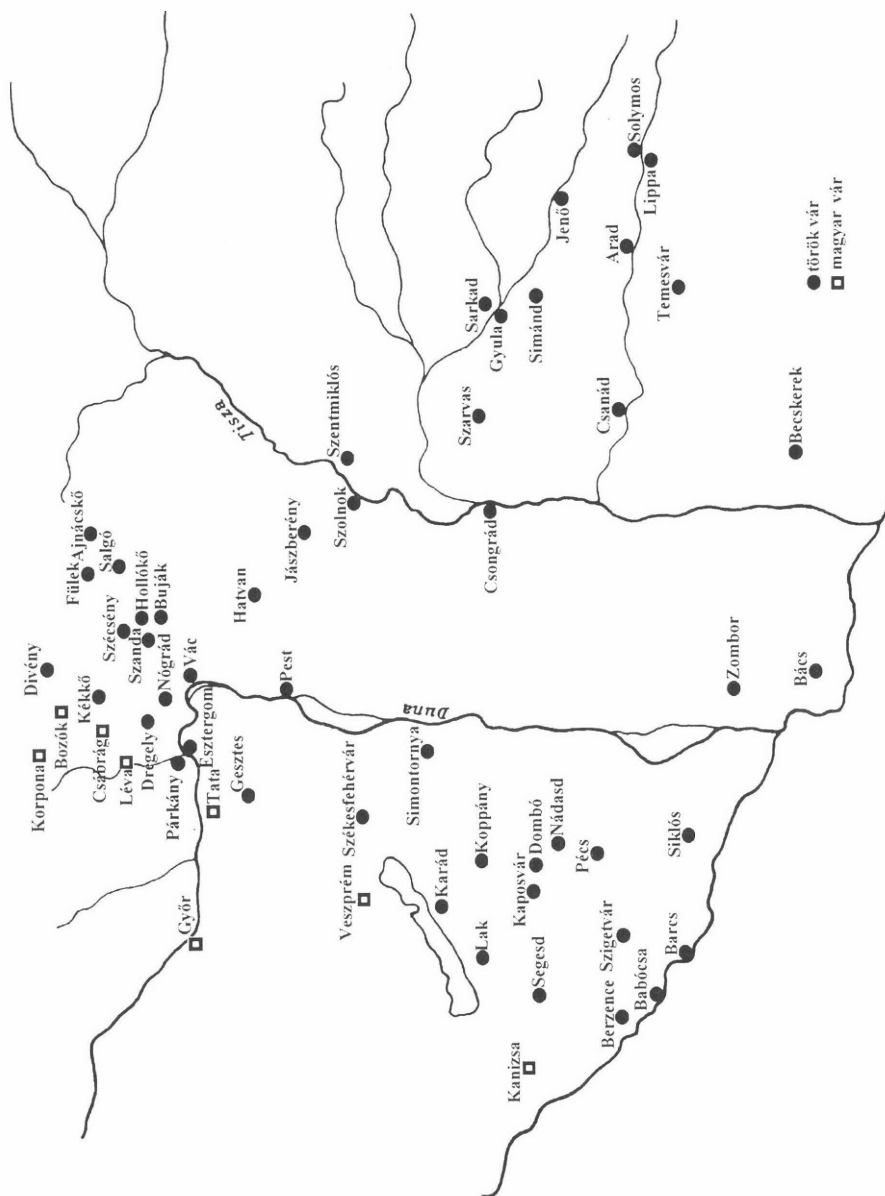 Korpona
Bozók
Divény
Csábrág
Kékkő
Fülek
Ajnácskő
Salgó
Léva
Szécsény
Hollókő
Szanda
Buják
Drégely
Nógrád
Párkány
Esztergom
Vác
Tata
Győr
Gesztes
Hatvan
Pest
Jászberény
Tisza
Szentmiklós
Szolnok
Veszprém
Székesfehérvár
Duna
Simontornya
Karád
Lak
Koppány
Csongrád
Szarvas
Sarkad
Gyula
Simánd
Jenő
Kanizsa
Segesd
Kaposvár
Dombó
Nádasd
Pécs
Berzence
Szigetvár
Babócsa
Barcs
Siklós
Csanád
Arad
Solymos
Lippa
Temesvár
Zombor
Bács
Becskerek
török vár
magyar vár